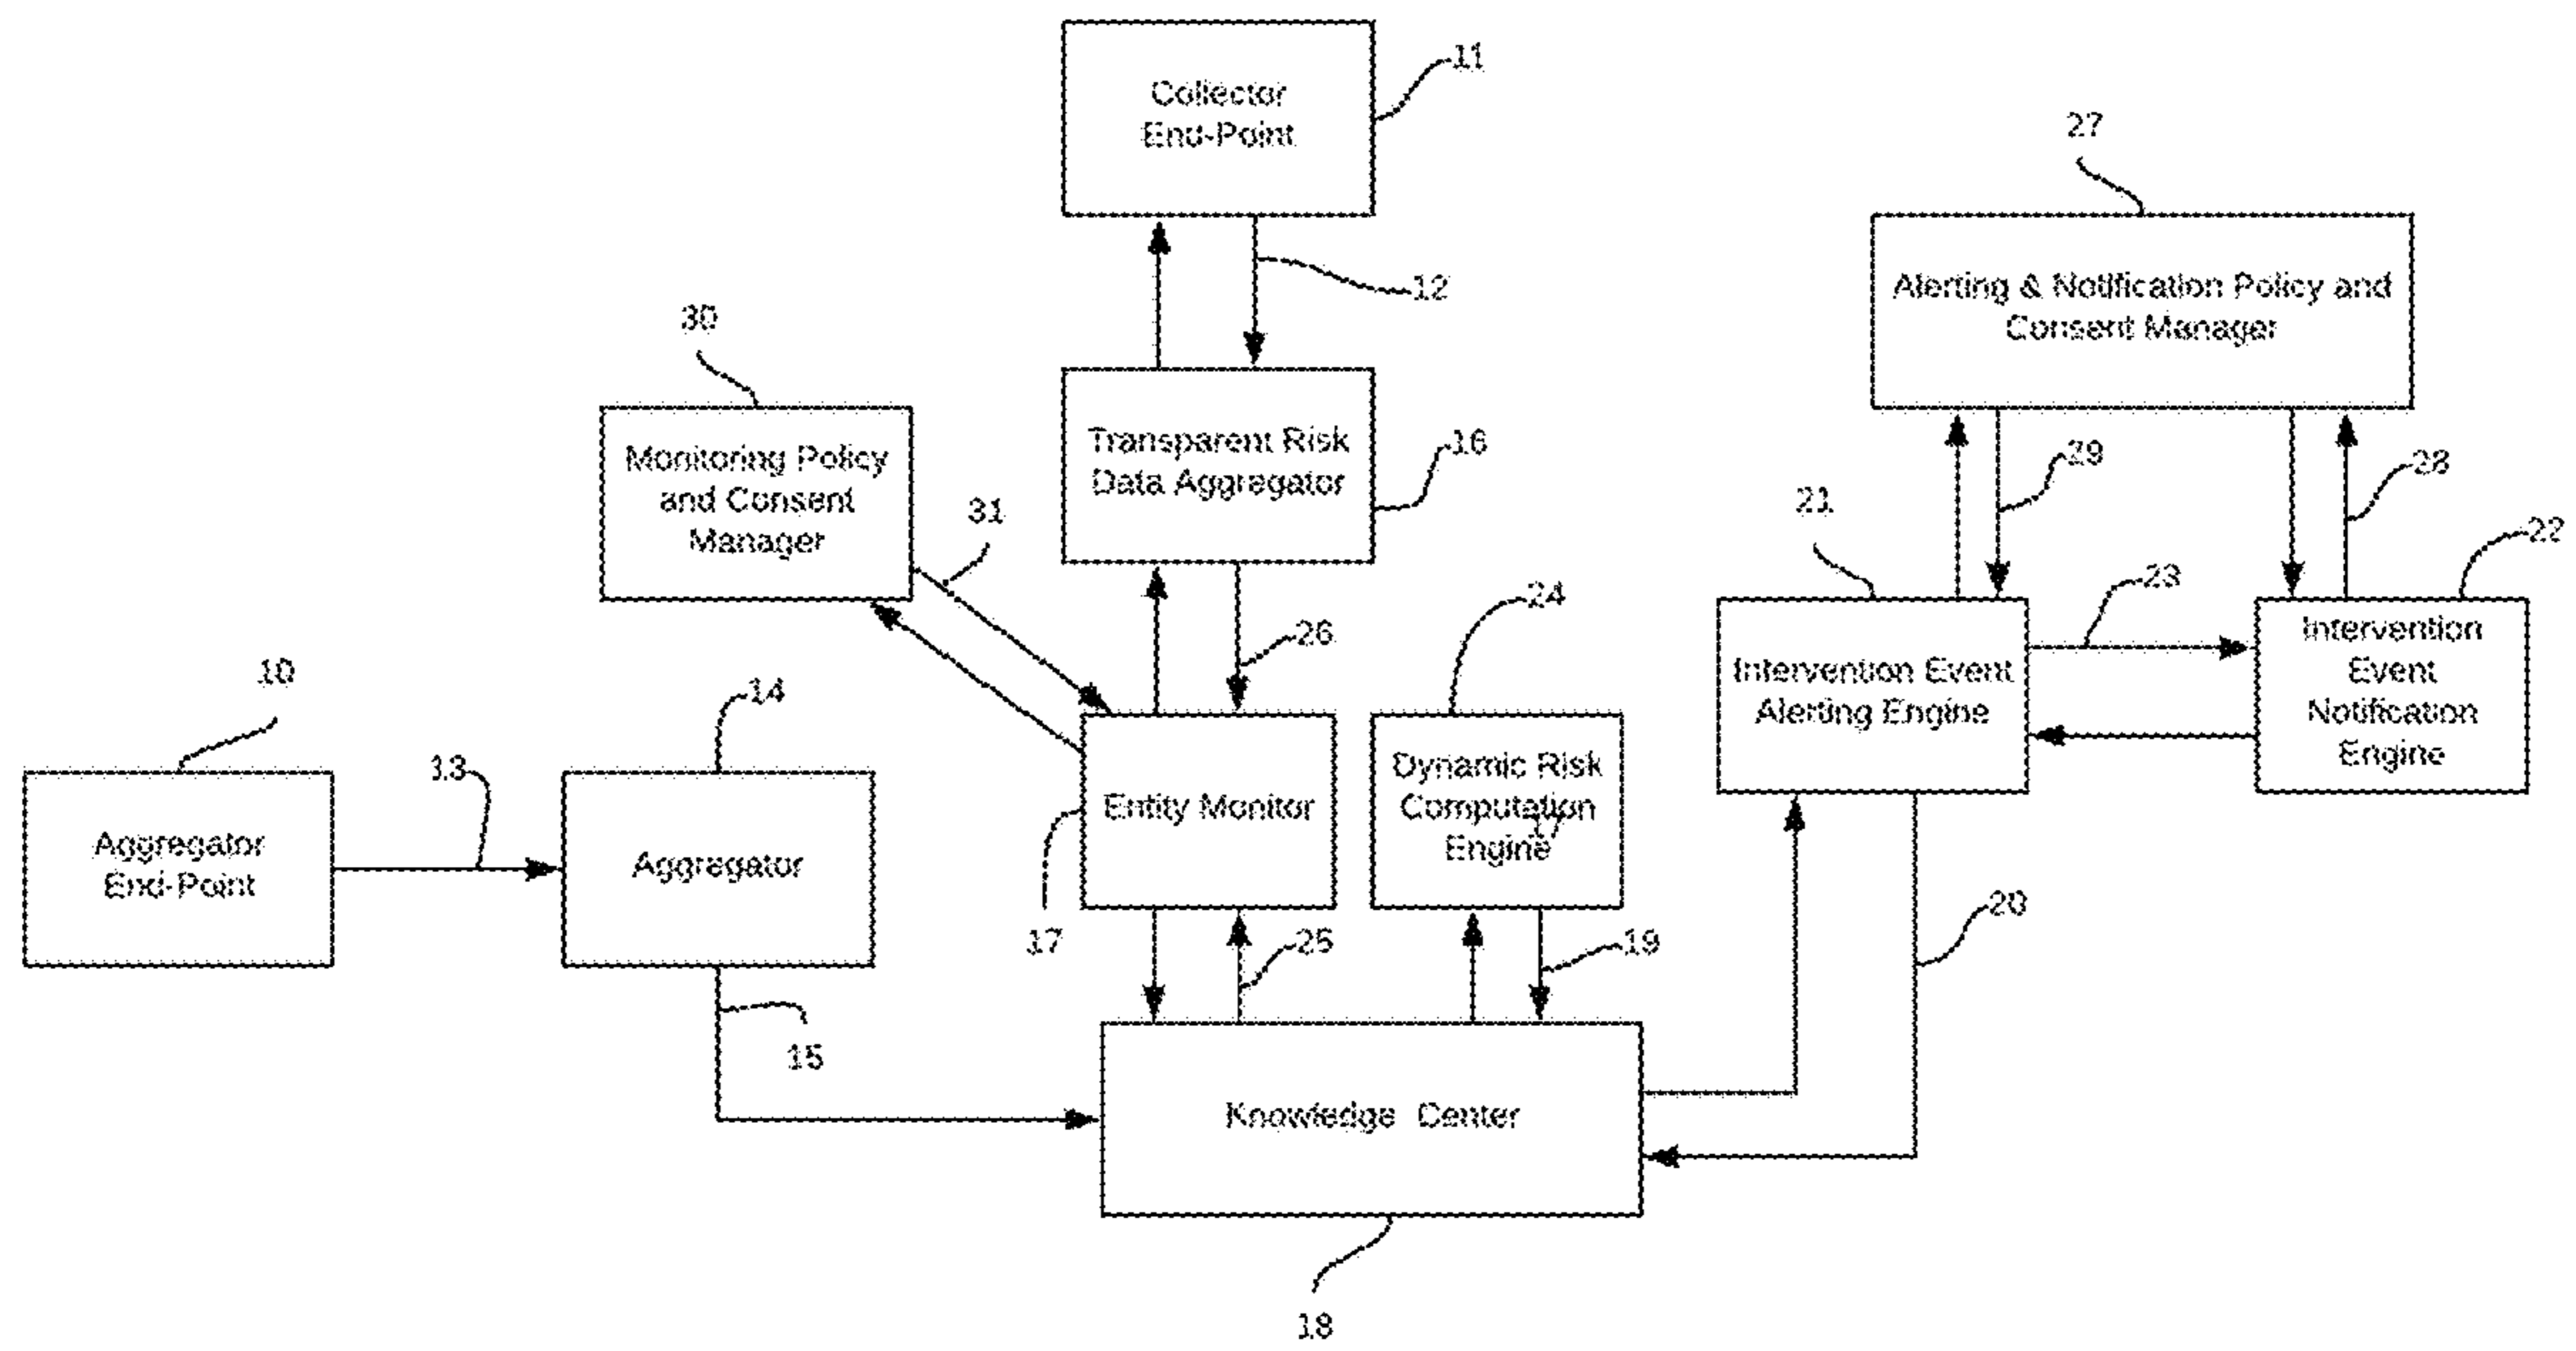 11
Collector
End-Point
27
12
Alerting & Notification Policy and
Consent Manager
30
Transparent Risk
Data Aggregator
16
Monitoring Policy
and Consent
Manager
31
29
28
21
22
23
24
26
10
14
Intervention Event
Alerting Engine
Intervention
Event
Notification
Engine
13
Entity Monitor
Dynamic Risk
Computation
Engine
Aggregator
End-Point
Aggregator
17
25
19
20
15
Knowledge Center
18